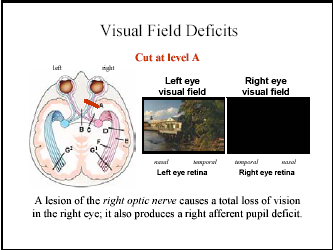 Visual Field Deficits
Cut at level A
left right
A
B C D
E
F
G² G¹
Left eye
visual field
Right eye
visual field
nasal temporal temporal nasal
Left eye retina Right eye retina
A lesion of the right optic nerve causes a total loss of vision
in the right eye; it also produces a right afferent pupil deficit.